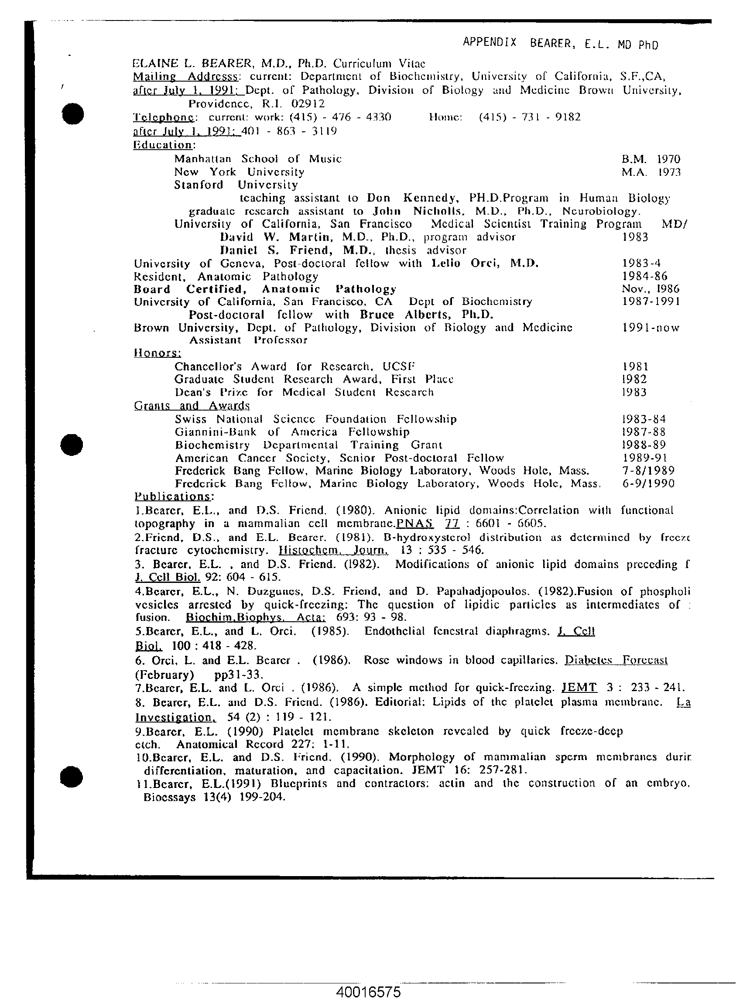 APPENDIX BEARER, E.L. MD PhD
ELAINE L. BEARER, M.D., Ph.D. Curriculum Vitae
Mailing Addresss: current: Department of Biochemistry, University of California, S.F.,CA,
after July 1, 1991: Dept. of Pathology, Division of Biology and Medicine Brown University,
Providence, R.I. 02912
Telephone: current: work: (415) - 476 - 4330 Home: (415) - 731 - 9182
after July 1, 1991: 401 - 863 - 3119
Education:
Manhattan School of Music B.M. 1970
New York University M.A. 1973
Stanford University
teaching assistant to Don Kennedy, PH.D.Program in Human Biology
graduate research assistant to John Nicholls, M.D., Ph.D., Neurobiology.
University of California, San Francisco Medical Scientist Training Program MD/
David W. Martin, M.D., Ph.D., program advisor 1983
Daniel S. Friend, M.D., thesis advisor
University of Geneva, Post-doctoral fellow with Lelio Orci, M.D. 1983-4
Resident, Anatomic Pathology 1984-86
Board Certified, Anatomic Pathology Nov., 1986
University of California, San Francisco, CA Dept of Biochemistry 1987-1991
Post-doctoral fellow with Bruce Alberts, Ph.D.
Brown University, Dept. of Pathology, Division of Biology and Medicine 1991-now
Assistant Professor
Honors:
Chancellor's Award for Research, UCSF 1981
Graduate Student Research Award, First Place 1982
Dean's Prize for Medical Student Research 1983
Grants and Awards
Swiss National Science Foundation Fellowship 1983-84
Giannini-Bank of America Fellowship 1987-88
Biochemistry Departmental Training Grant 1988-89
American Cancer Society, Senior Post-doctoral Fellow 1989-91
Frederick Bang Fellow, Marine Biology Laboratory, Woods Hole, Mass. 7-8/1989
Frederick Bang Fellow, Marine Biology Laboratory, Woods Hole, Mass. 6-9/1990
Publications:
1.Bearer, E.L., and D.S. Friend. (1980). Anionic lipid domains:Correlation with functional
topography in a mammalian cell membrane.PNAS 77 : 6601 - 6605.
2.Friend, D.S., and E.L. Bearer. (1981). B-hydroxysterol distribution as determined by freeze
fracture cytochemistry. Histochem. Journ. 13 : 535 - 546.
3. Bearer, E.L. , and D.S. Friend. (1982). Modifications of anionic lipid domains preceding f
J. Cell Biol. 92: 604 - 615.
4.Bearer, E.L., N. Duzgunes, D.S. Friend, and D. Papahadjopoulos. (1982).Fusion of phospholi
vesicles arrested by quick-freezing: The question of lipidic particles as intermediates of
fusion. Biochim.Biophys. Acta: 693: 93 - 98.
5.Bearer, E.L., and L. Orci. (1985). Endothelial fenestral diaphragms. J. Cell
Biol. 100 : 418 - 428.
6. Orci, L. and E.L. Bearer . (1986). Rose windows in blood capillaries. Diabetes Forecast
(February) pp31-33.
7.Bearer, E.L. and L. Orci . (1986). A simple method for quick-freezing. JEMT 3 : 233 - 241.
8. Bearer, E.L. and D.S. Friend. (1986). Editorial: Lipids of the platelet plasma membrane. La
Investigation. 54 (2) : 119 - 121.
9.Bearer, E.L. (1990) Platelet membrane skeleton revealed by quick freeze-deep
etch. Anatomical Record 227: 1-11.
10.Bearer, E.L. and D.S. Friend. (1990). Morphology of mammalian sperm membranes durin
differentiation, maturation, and capacitation. JEMT 16: 257-281.
11.Bearer, E.L.(1991) Blueprints and contractors: actin and the construction of an embryo.
Bioessays 13(4) 199-204.
40016575